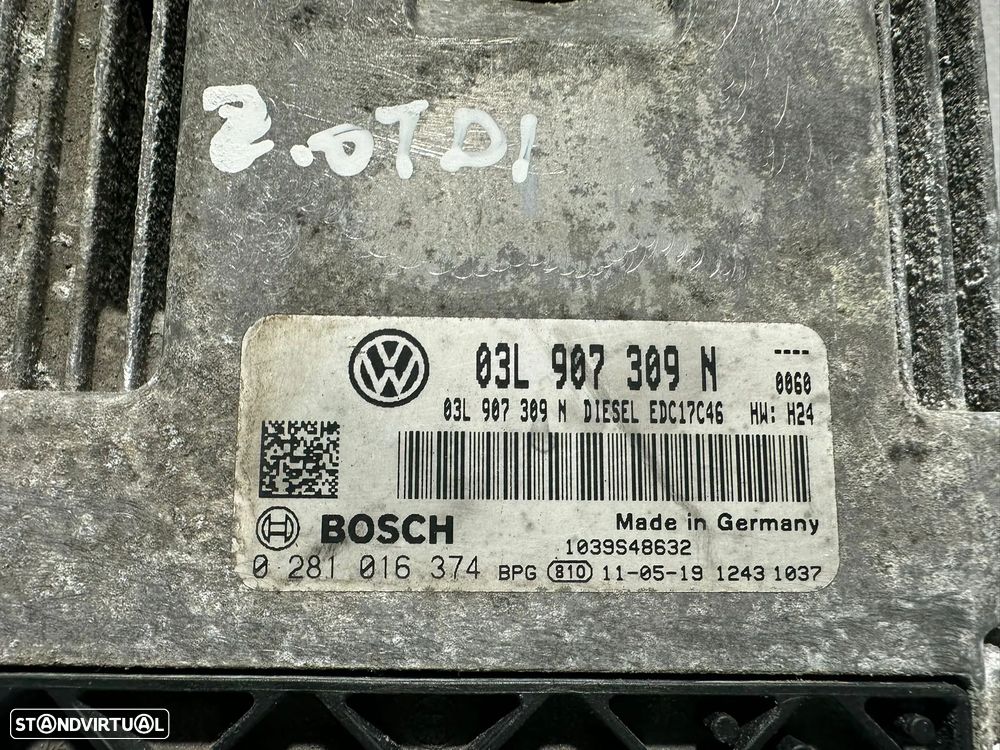 2.0TDI
03L 907 309 N ----
0060
03L 907 309 N DIESEL EDC17C46 HW: H24
BOSCH Made in Germany
1039S48632
0 281 016 374 BPG 810 11-05-19 1243 1037
STANDVIRTUAL